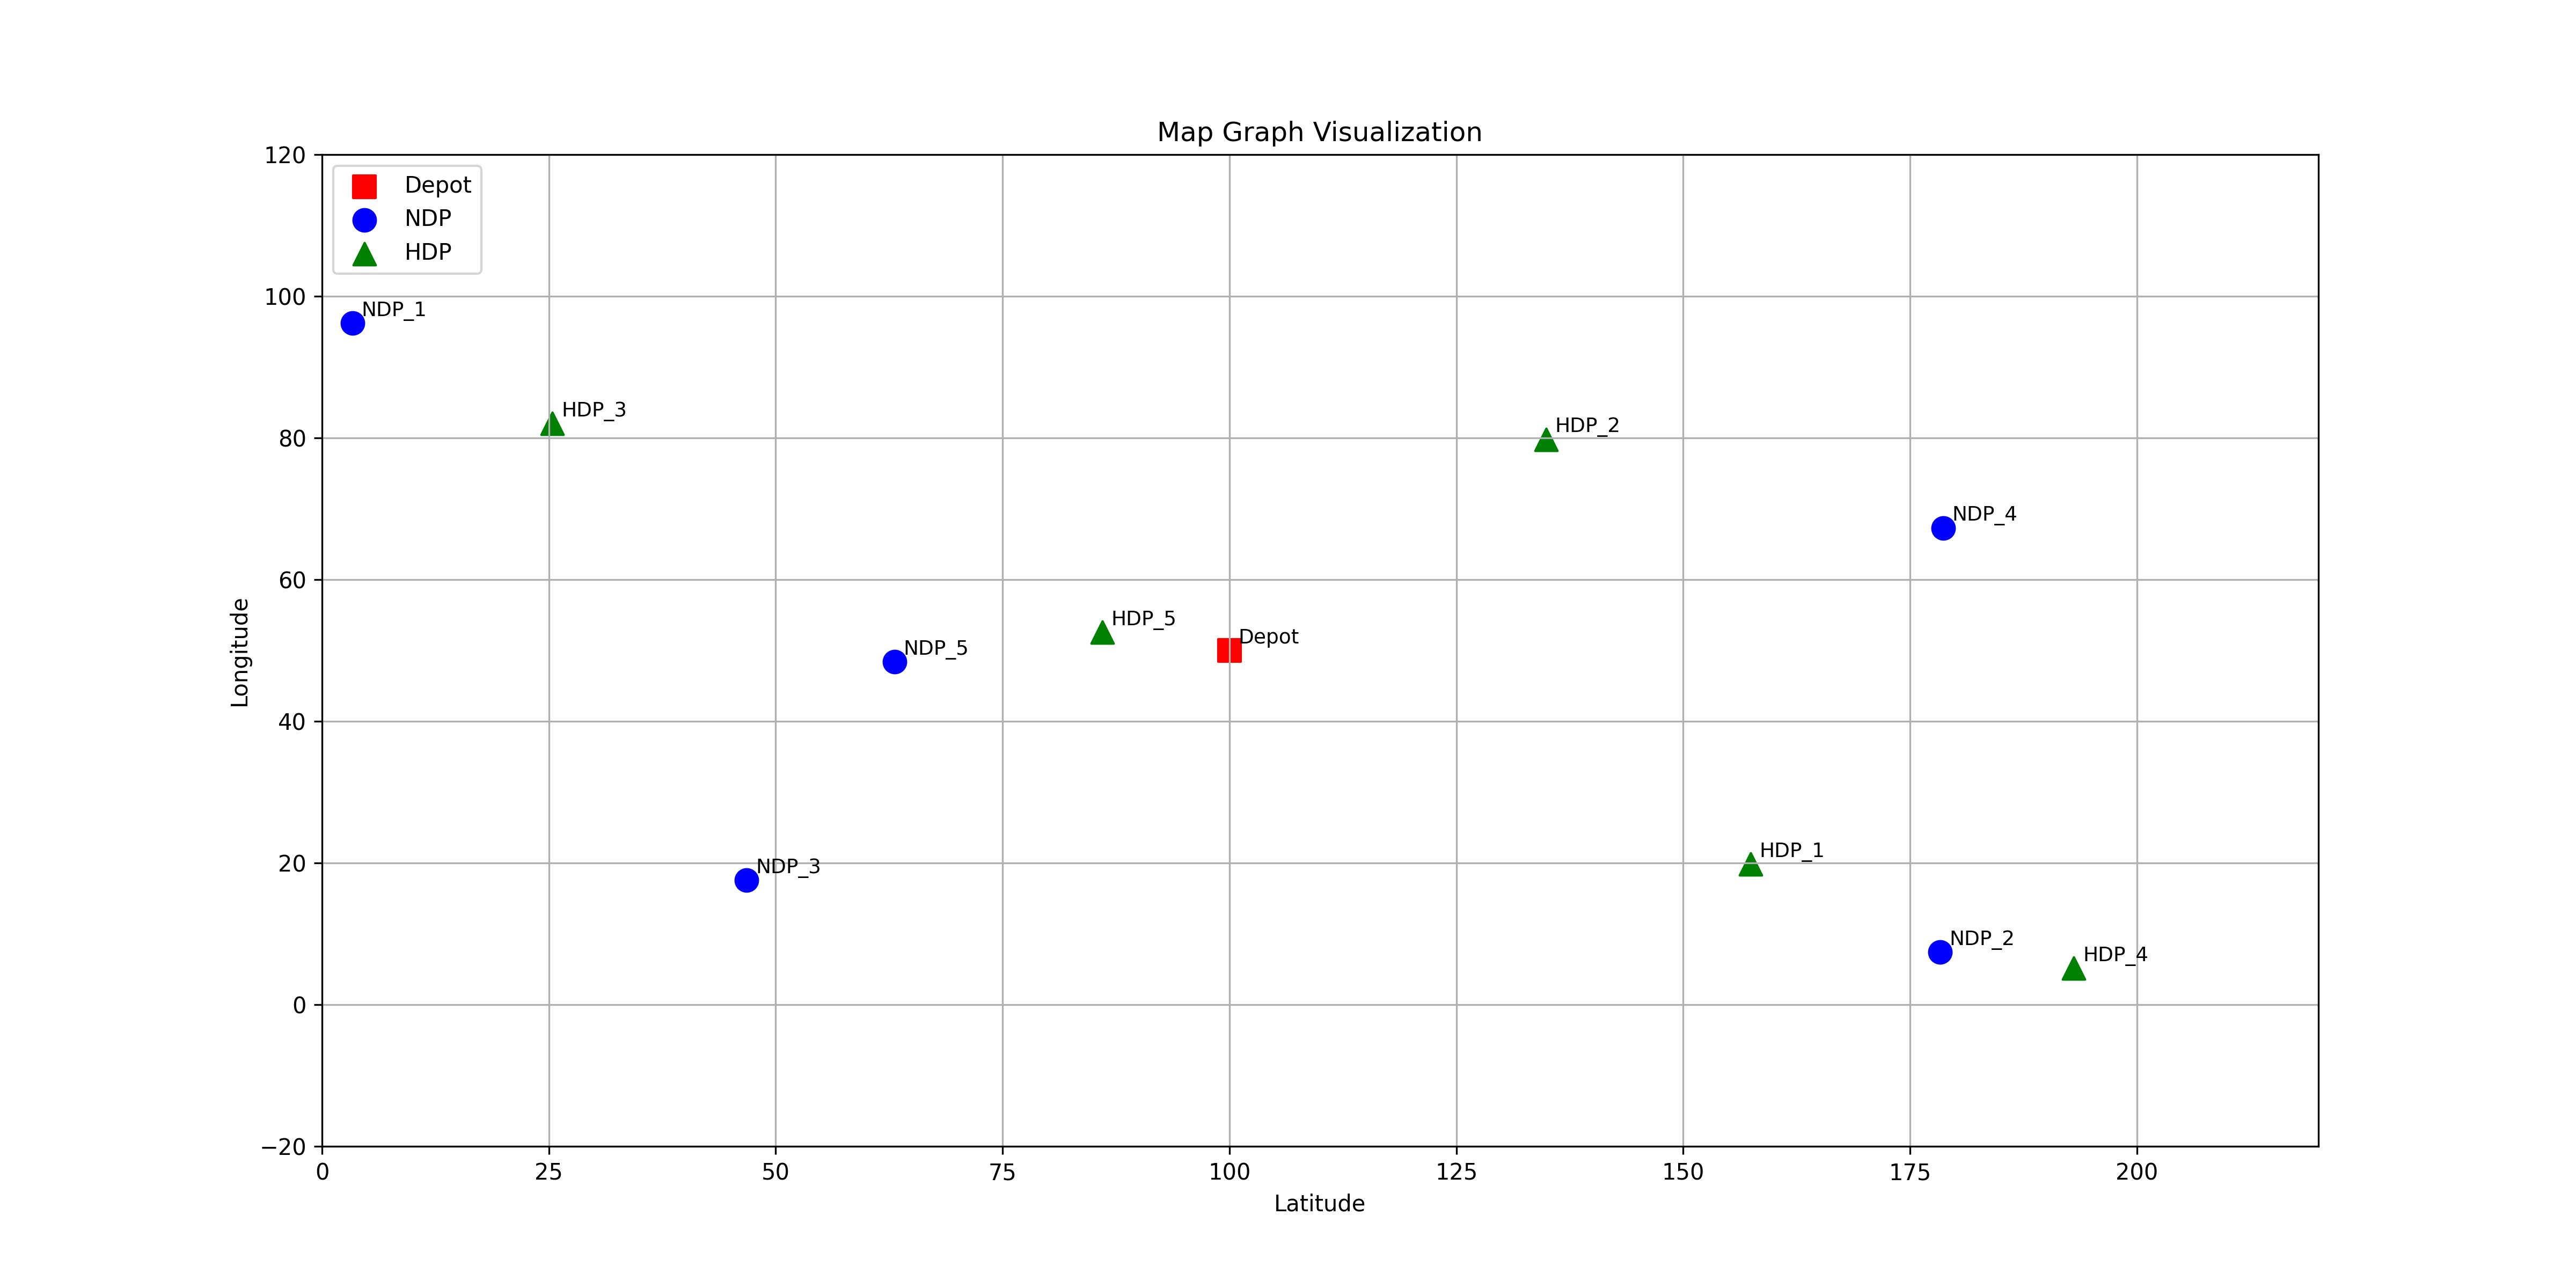 Map Graph Visualization
120
100
80
60
40
20
0
−20
Longitude
Depot
NDP
HDP
NDP_1
HDP_3
HDP_2
NDP_4
HDP_5
Depot
NDP_5
HDP_1
NDP_3
NDP_2
HDP_4
0 25 50 75 100 125 150 175 200
Latitude